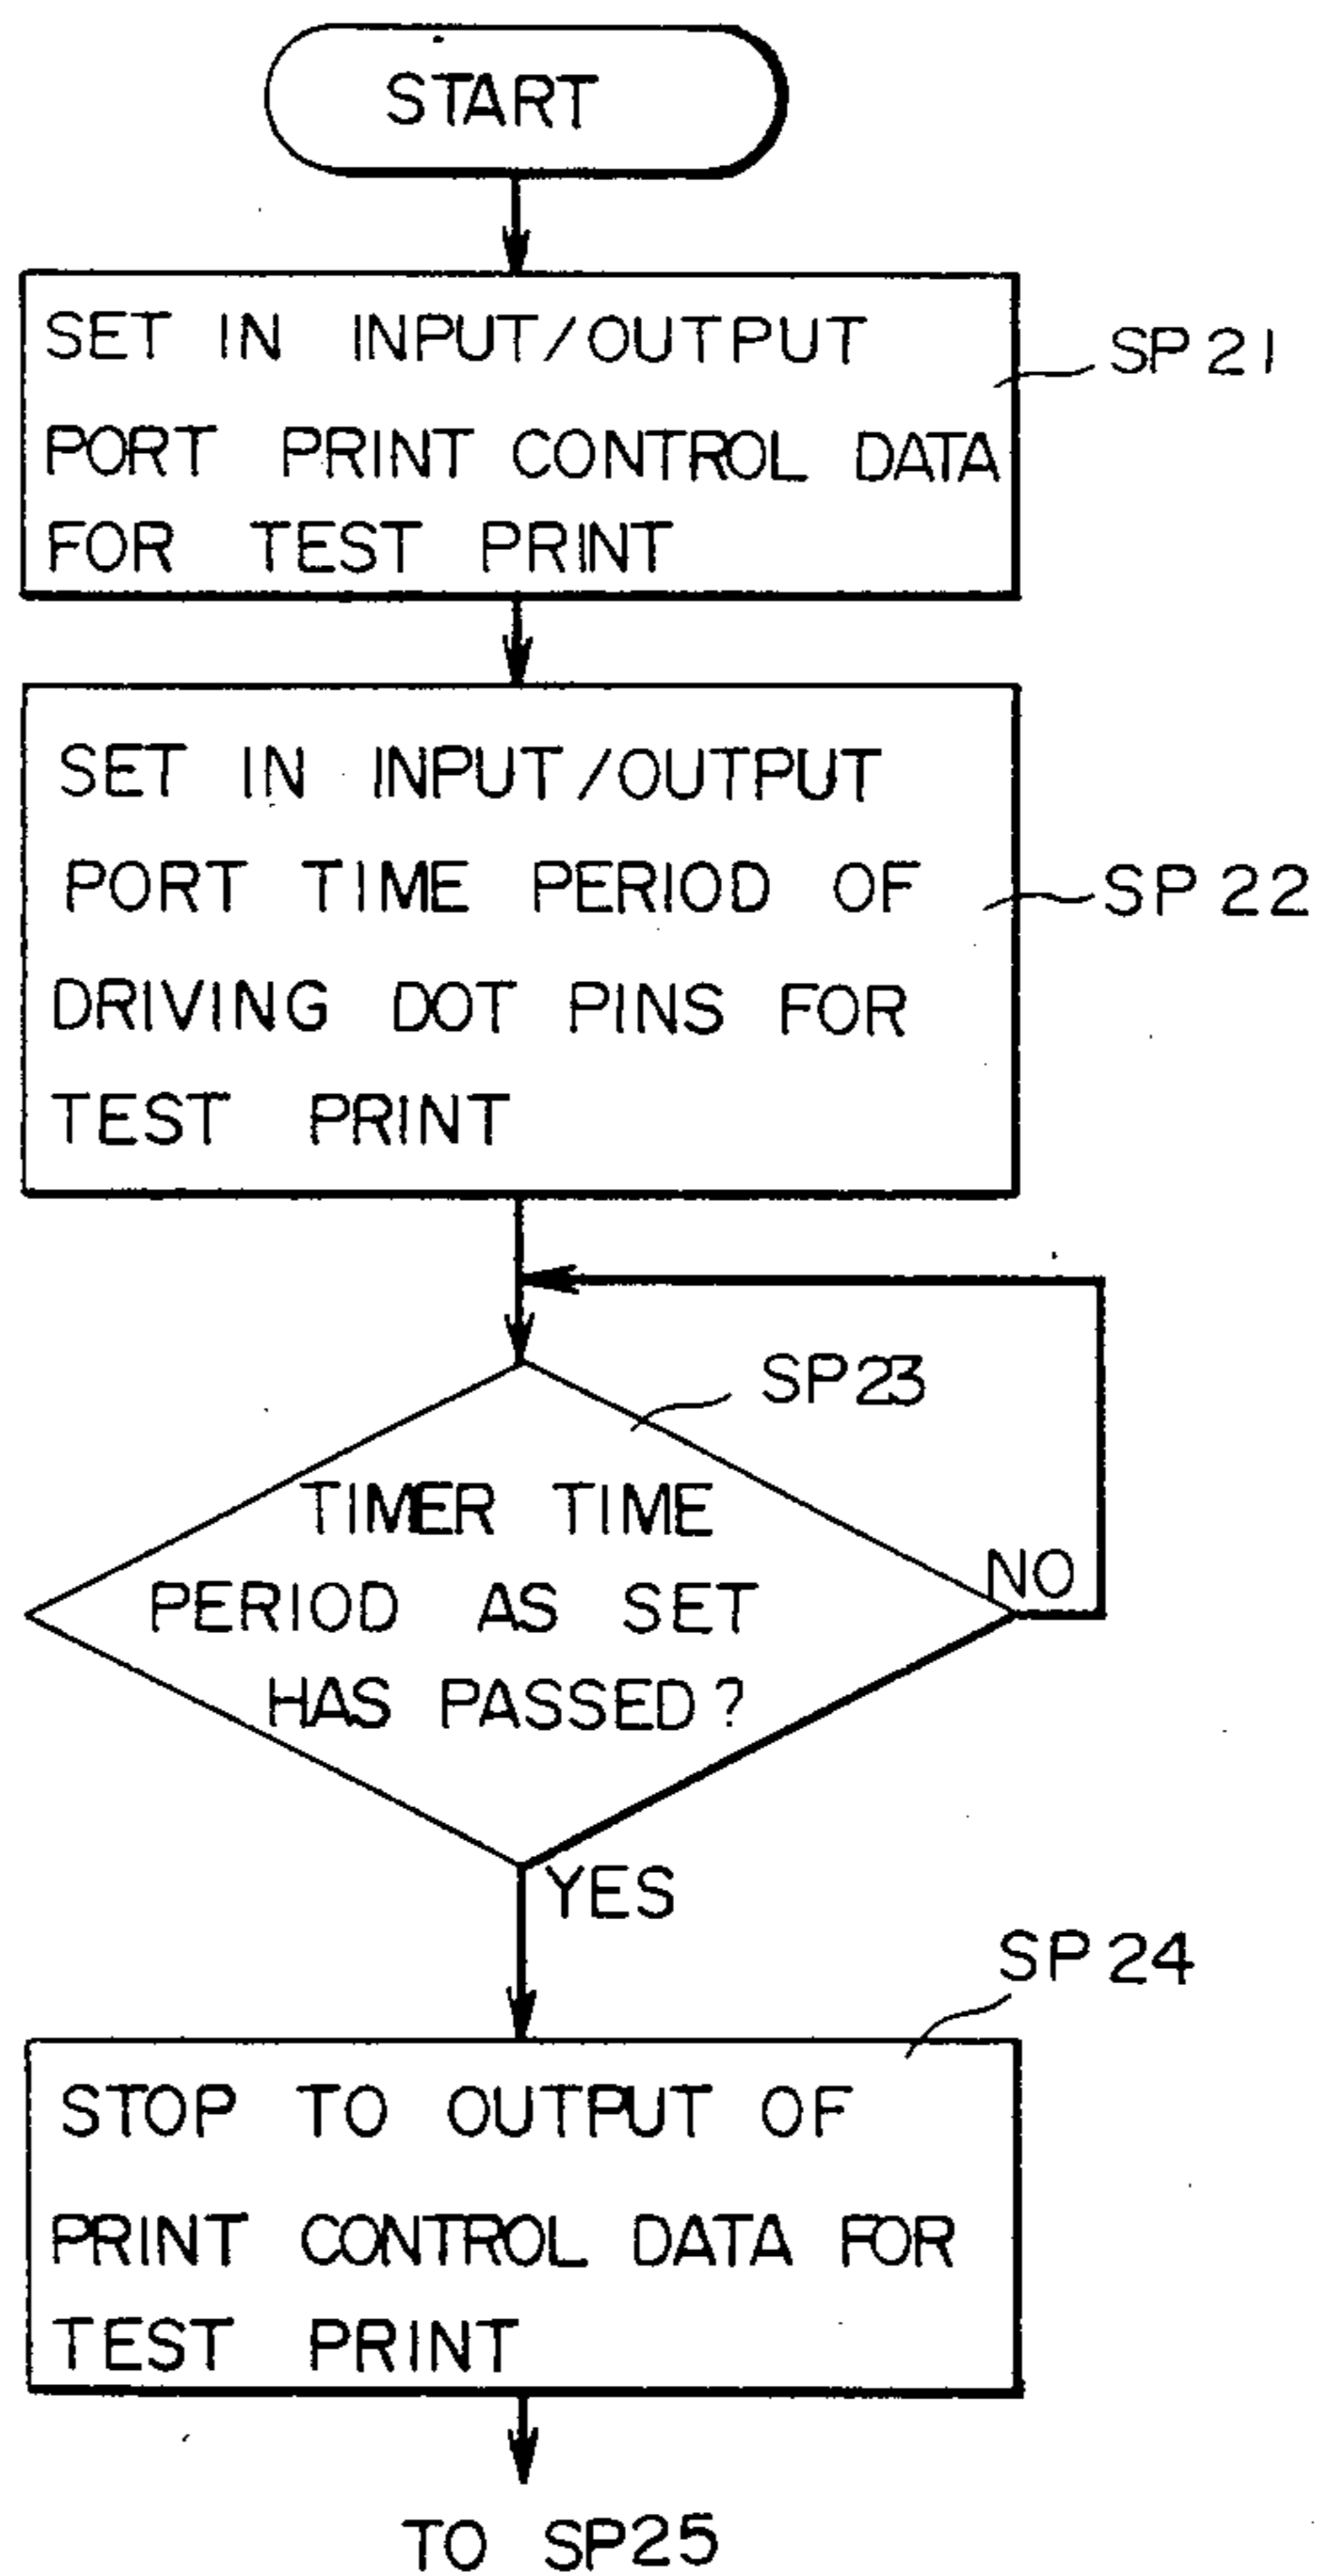 START
SET IN INPUT/OUTPUT
PORT PRINT CONTROL DATA
FOR TEST PRINT
SP21
SET IN INPUT/OUTPUT
PORT TIME PERIOD OF
DRIVING DOT PINS FOR
TEST PRINT
SP22
SP23
TIMER TIME
PERIOD AS SET
HAS PASSED?
NO
YES
SP24
STOP TO OUTPUT OF
PRINT CONTROL DATA FOR
TEST PRINT
TO SP25